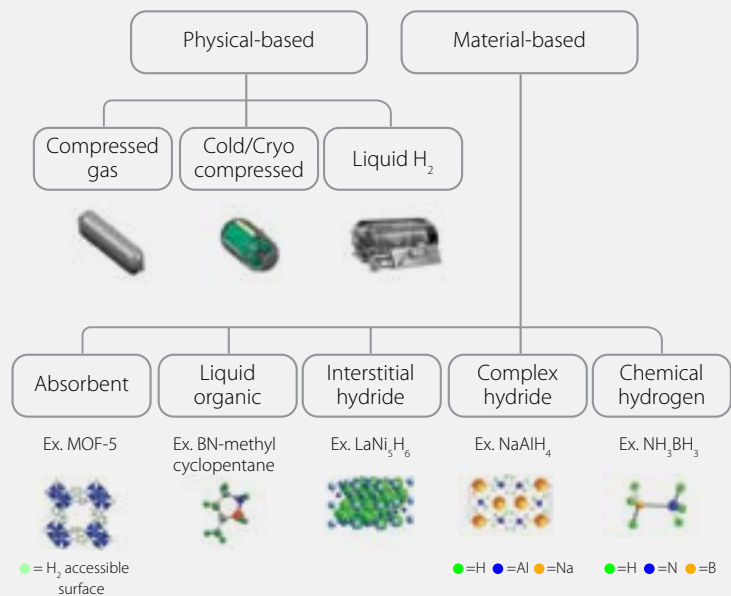 Physical-based
Material-based
Compressed
gas
Cold/Cryo
compressed
Liquid H₂
Absorbent
Liquid
organic
Interstitial
hydride
Complex
hydride
Chemical
hydrogen
Ex. MOF-5
Ex. BN-methyl
cyclopentane
Ex. LaNi₅H₆
Ex. NaAlH₄
Ex. NH₃BH₃
= H₂ accessible
surface
=H =Al =Na
=H =N =B